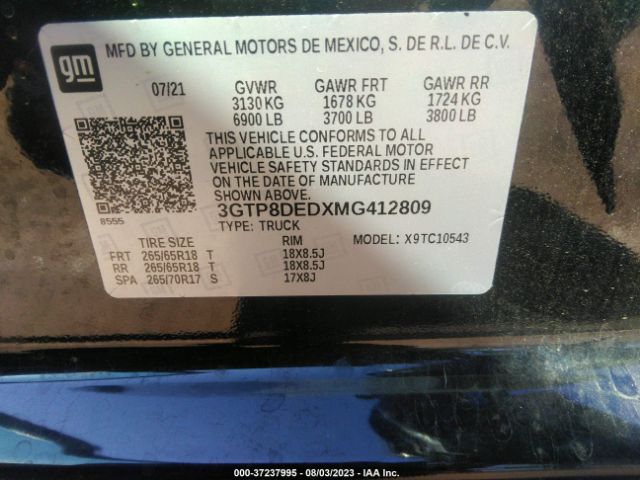 gm
MFD BY GENERAL MOTORS DE MEXICO, S. DE R.L. DE C.V.
07/21 GVWR GAWR FRT GAWR RR
3130 KG 1678 KG 1724 KG
6900 LB 3700 LB 3800 LB
THIS VEHICLE CONFORMS TO ALL
APPLICABLE U.S. FEDERAL MOTOR
VEHICLE SAFETY STANDARDS IN EFFECT
ON THE DATE OF MANUFACTURE
SHOWN ABOVE.
8555 3GTP8DEDXMG412809
TYPE: TRUCK MODEL: X9TC10543
TIRE SIZE RIM
FRT 265/65R18 T 18X8.5J
RR 265/65R18 T 18X8.5J
SPA 265/70R17 S 17X8J
000-37237995 - 08/03/2023 - IAA Inc.